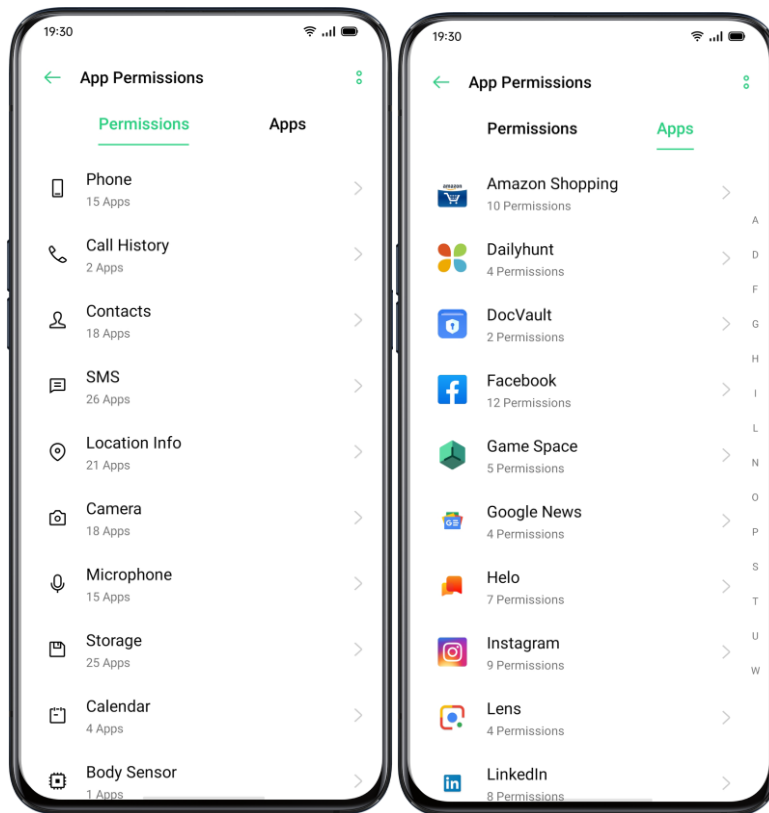 19:30
App Permissions
Permissions Apps
Phone
15 Apps
Call History
2 Apps
Contacts
18 Apps
SMS
26 Apps
Location Info
21 Apps
Camera
18 Apps
Microphone
15 Apps
Storage
25 Apps
Calendar
4 Apps
Body Sensor
1 Apps
19:30
App Permissions
Permissions Apps
amazon
Amazon Shopping
10 Permissions
Dailyhunt
4 Permissions
DocVault
2 Permissions
Facebook
12 Permissions
Game Space
5 Permissions
GE
Google News
4 Permissions
Helo
7 Permissions
Instagram
9 Permissions
Lens
4 Permissions
in
LinkedIn
8 Permissions
A
D
F
G
H
I
L
N
O
P
S
T
U
W